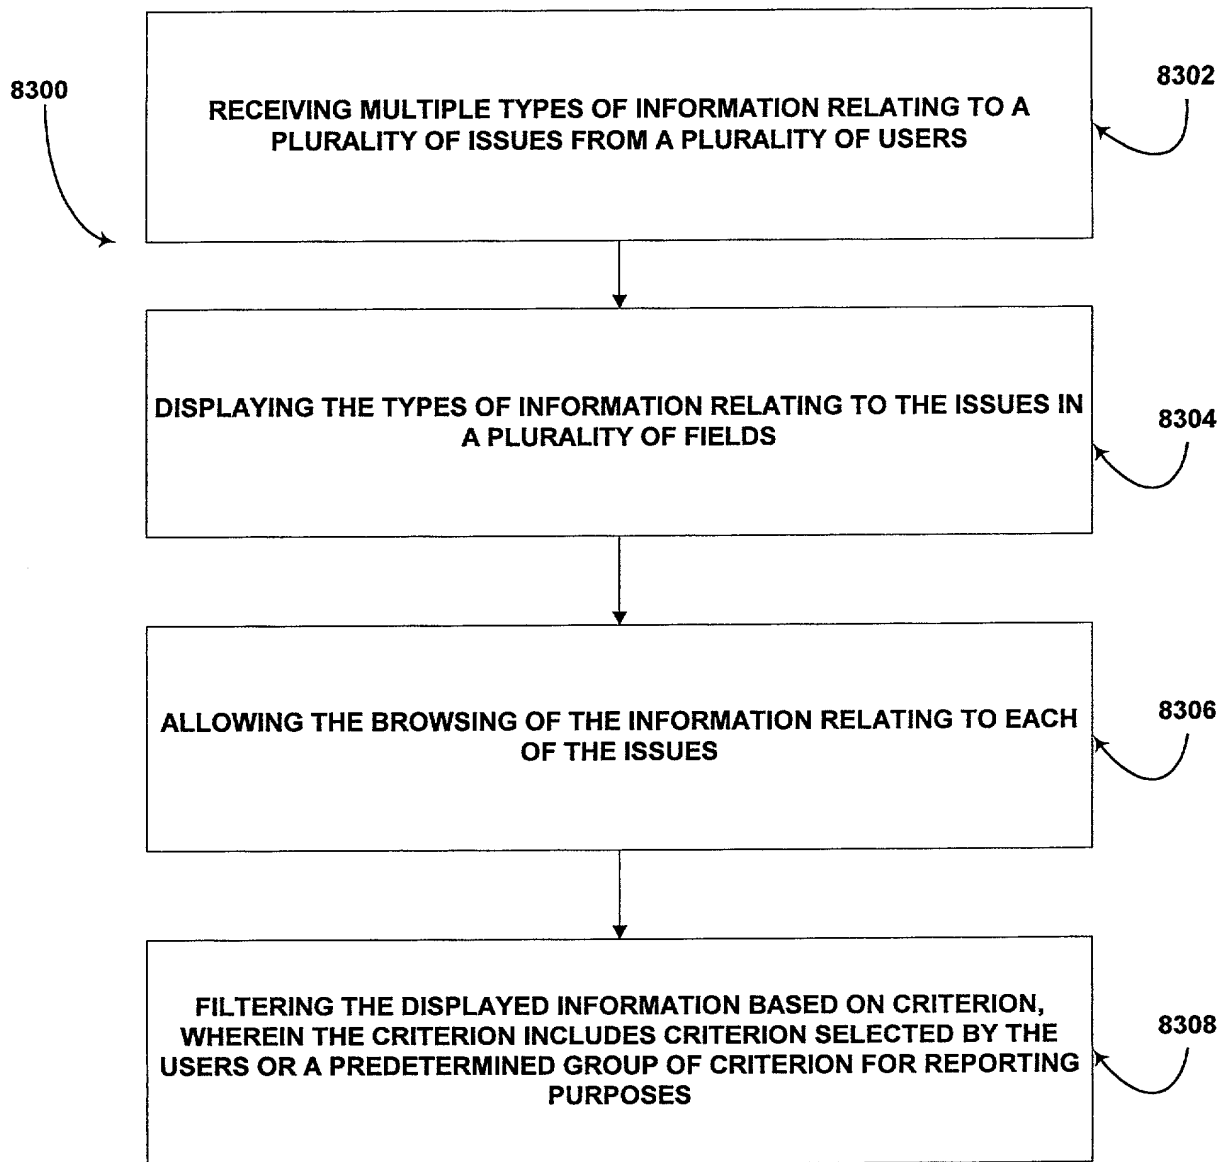 8300
8302
RECEIVING MULTIPLE TYPES OF INFORMATION RELATING TO A
PLURALITY OF ISSUES FROM A PLURALITY OF USERS
DISPLAYING THE TYPES OF INFORMATION RELATING TO THE ISSUES IN
A PLURALITY OF FIELDS
8304
ALLOWING THE BROWSING OF THE INFORMATION RELATING TO EACH
OF THE ISSUES
8306
FILTERING THE DISPLAYED INFORMATION BASED ON CRITERION,
WHEREIN THE CRITERION INCLUDES CRITERION SELECTED BY THE
USERS OR A PREDETERMINED GROUP OF CRITERION FOR REPORTING
PURPOSES
8308